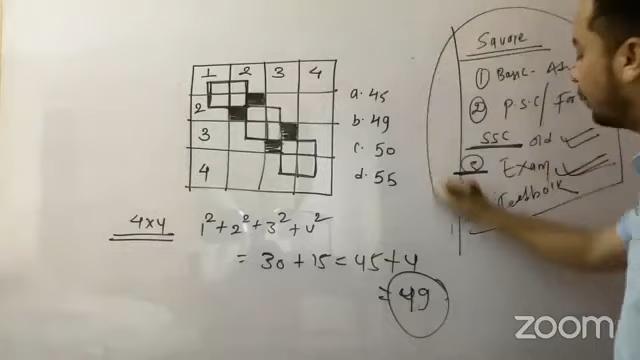 1 2 3 4
2
3
4
a. 45
b. 49
c. 50
d. 55
4x4 1² + 2² + 3² + 4²
= 30 + 15 = 45 + 4
= 49
Square
① Basic -
② P.S.C /
SSC old
③ Exam
zoom